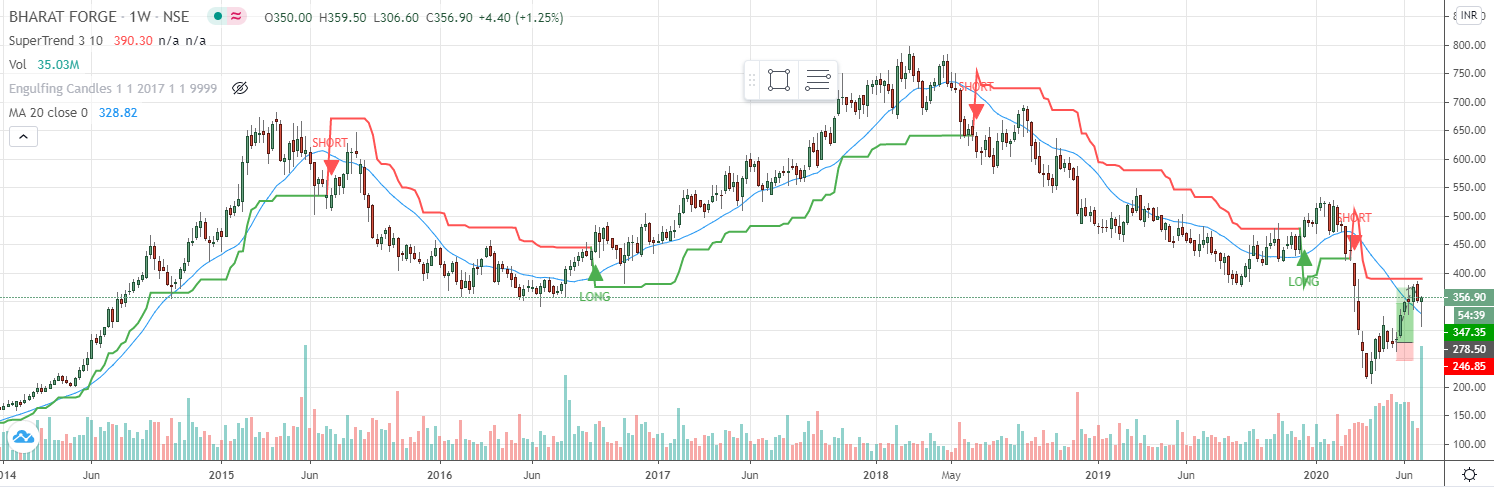 BHARAT FORGE · 1W · NSE O350.00 H359.50 L306.60 C356.90 +4.40 (+1.25%)
SuperTrend 3 10 390.30 n/a n/a
Vol 35.03M
Engulfing Candles 1 1 2017 1 1 9999
MA 20 close 0 328.82
INR
800.00
750.00
700.00
650.00
600.00
550.00
500.00
450.00
400.00
356.90
54:39
347.35
278.50
246.85
200.00
150.00
100.00
SHORT
LONG
SHORT
LONG
SHORT
2014 Jun 2015 Jun 2016 Jun 2017 Jun 2018 May 2019 Jun 2020 Jun